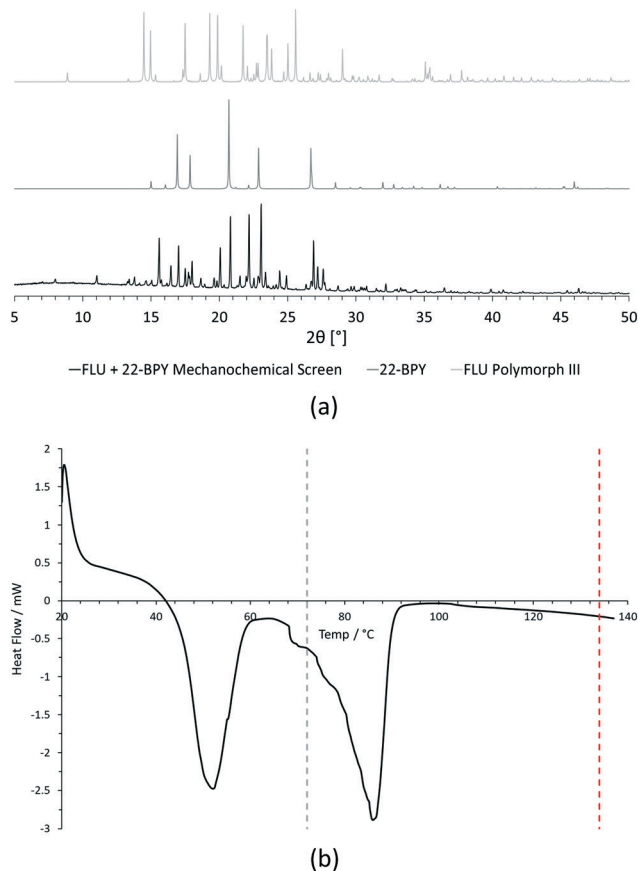 5 10 15 20 25 30 35 40 45 50
2θ [°]
FLU + 22-BPY Mechanochemical Screen 22-BPY FLU Polymorph III
(a)
2
1.5
1
0.5
0
20 40 60 80 100 120 140
Temp / °C
-0.5
-1
-1.5
-2
-2.5
-3
Heat Flow / mW
(b)